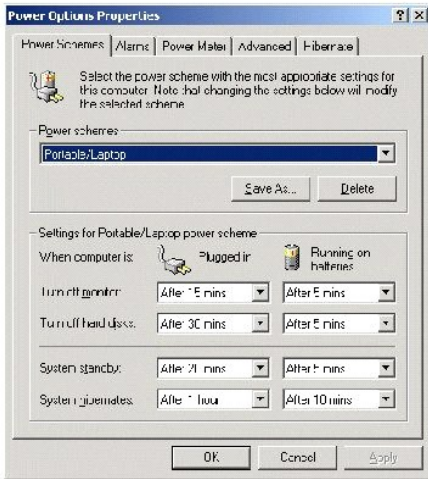 Power Options Properties
Power Schemes Alarms Power Meter Advanced Hibernate
Select the power scheme with the most appropriate settings for
this computer. Note that changing the settings below will modify
the selected scheme.
Power schemes
Portable/Laptop
Save As... Delete
Settings for Portable/Laptop power scheme
When computer is: Plugged in Running on
batteries
Turn off monitor: After 15 mins After 5 mins
Turn off hard disks: After 30 mins After 5 mins
System standby: After 20 mins After 5 mins
System hibernates: After 1 hour After 10 mins
OK Cancel Apply